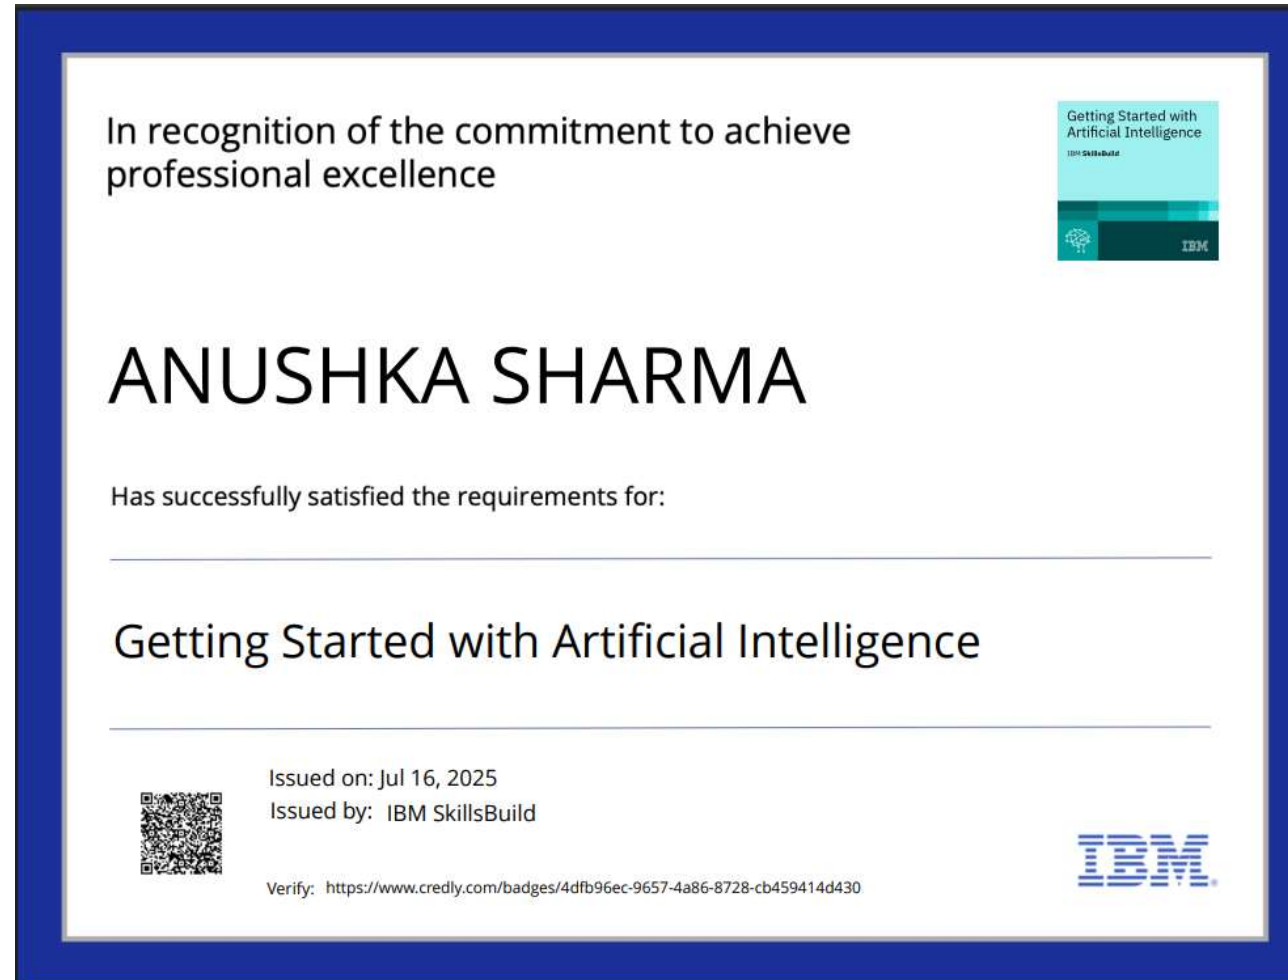 In recognition of the commitment to achieve
professional excellence
Getting Started with
Artificial Intelligence
IBM SkillsBuild
IBM
ANUSHKA SHARMA
Has successfully satisfied the requirements for:
Getting Started with Artificial Intelligence
Issued on: Jul 16, 2025
Issued by: IBM SkillsBuild
Verify: https://www.credly.com/badges/4dfb96ec-9657-4a86-8728-cb459414d430
IBM.